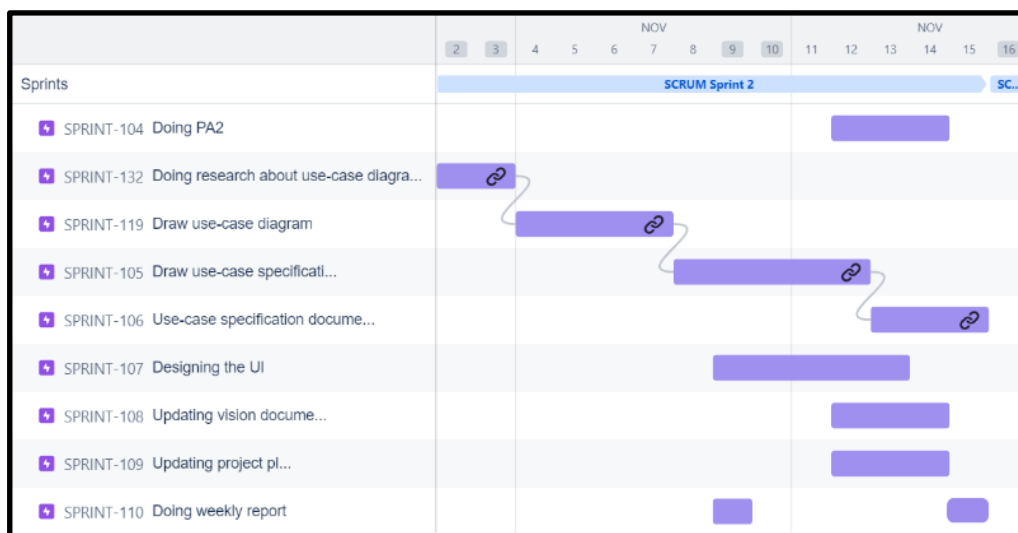 NOV NOV
2 3 4 5 6 7 8 9 10 11 12 13 14 15 16
Sprints SCRUM Sprint 2 SC...
SPRINT-104 Doing PA2
SPRINT-132 Doing research about use-case diagra...
SPRINT-119 Draw use-case diagram
SPRINT-105 Draw use-case specificati...
SPRINT-106 Use-case specification docume...
SPRINT-107 Designing the UI
SPRINT-108 Updating vision docume...
SPRINT-109 Updating project pl...
SPRINT-110 Doing weekly report